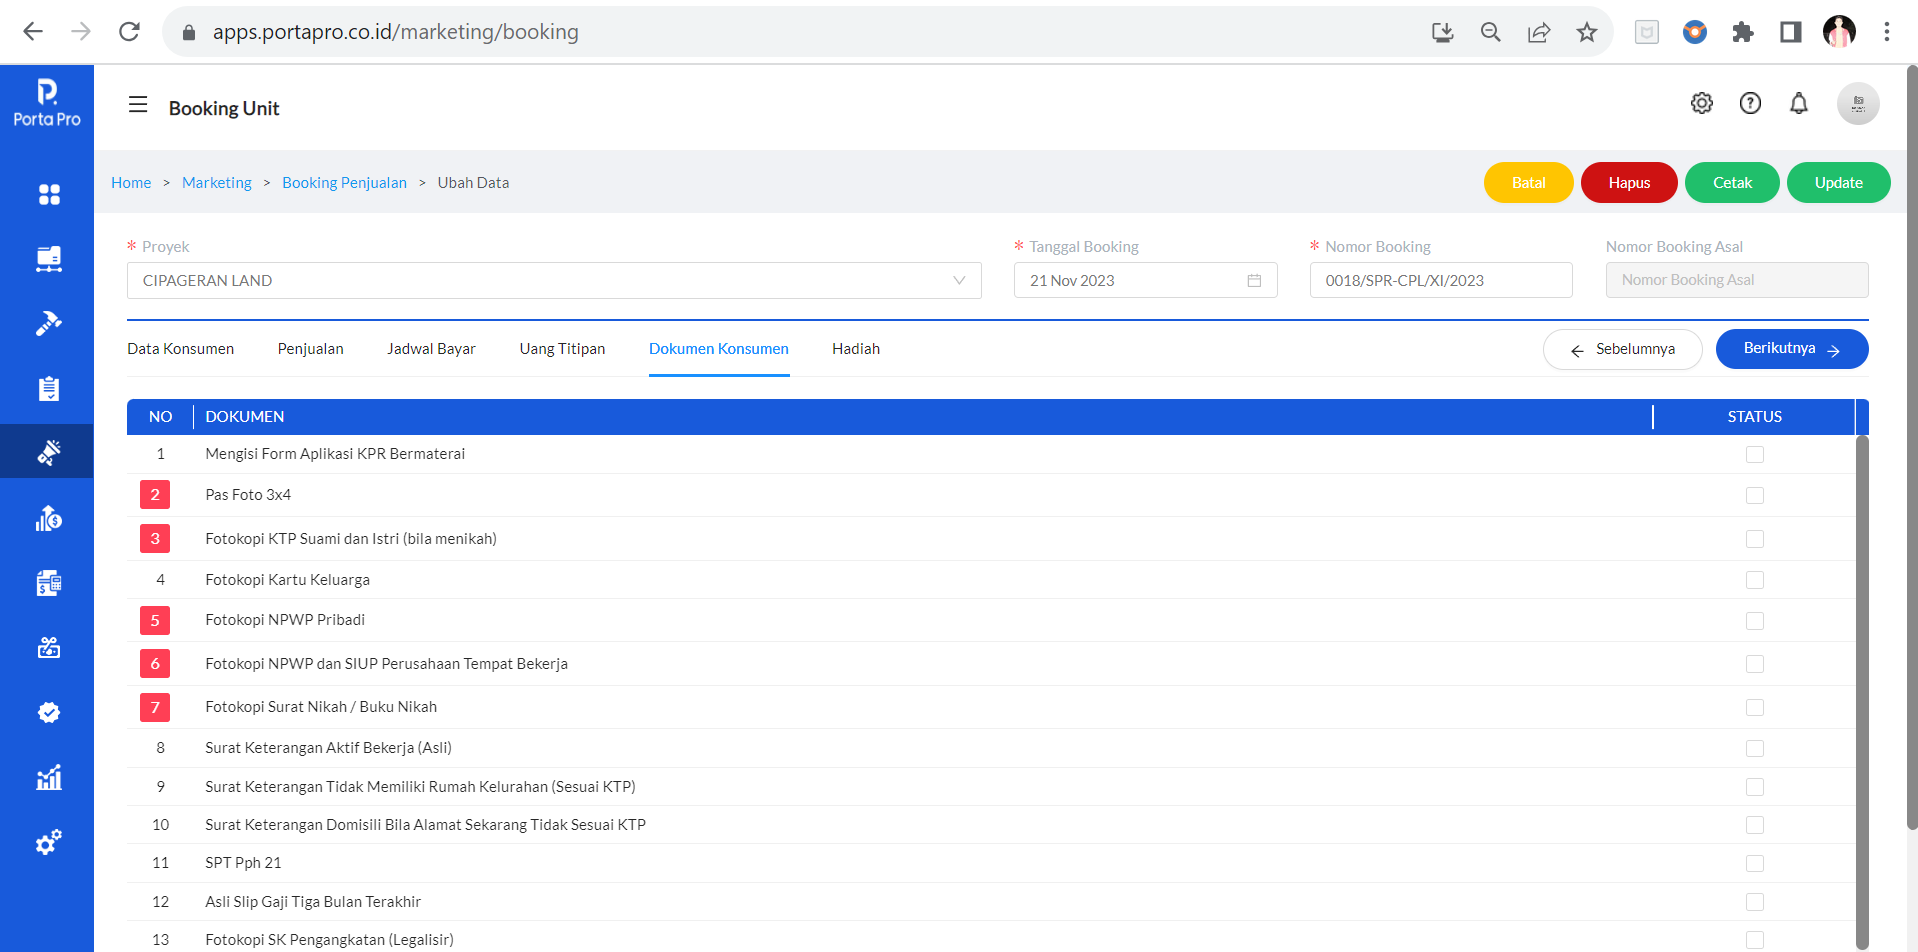 apps.portapro.co.id/marketing/booking
Porta Pro
Booking Unit
Home > Marketing > Booking Penjualan > Ubah Data
Batal
Hapus
Cetak
Update
* Proyek
CIPAGERAN LAND
* Tanggal Booking
21 Nov 2023
* Nomor Booking
0018/SPR-CPL/XI/2023
Nomor Booking Asal
Nomor Booking Asal
Data Konsumen
Penjualan
Jadwal Bayar
Uang Titipan
Dokumen Konsumen
Hadiah
← Sebelumnya
Berikutnya →
NO DOKUMEN STATUS
1 Mengisi Form Aplikasi KPR Bermaterai
2 Pas Foto 3x4
3 Fotokopi KTP Suami dan Istri (bila menikah)
4 Fotokopi Kartu Keluarga
5 Fotokopi NPWP Pribadi
6 Fotokopi NPWP dan SIUP Perusahaan Tempat Bekerja
7 Fotokopi Surat Nikah / Buku Nikah
8 Surat Keterangan Aktif Bekerja (Asli)
9 Surat Keterangan Tidak Memiliki Rumah Kelurahan (Sesuai KTP)
10 Surat Keterangan Domisili Bila Alamat Sekarang Tidak Sesuai KTP
11 SPT Pph 21
12 Asli Slip Gaji Tiga Bulan Terakhir
13 Fotokopi SK Pengangkatan (Legalisir)